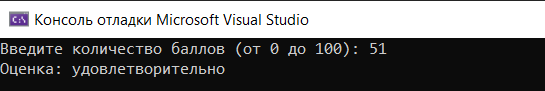 Консоль отладки Microsoft Visual Studio
Введите количество баллов (от 0 до 100): 51
Оценка: удовлетворительно